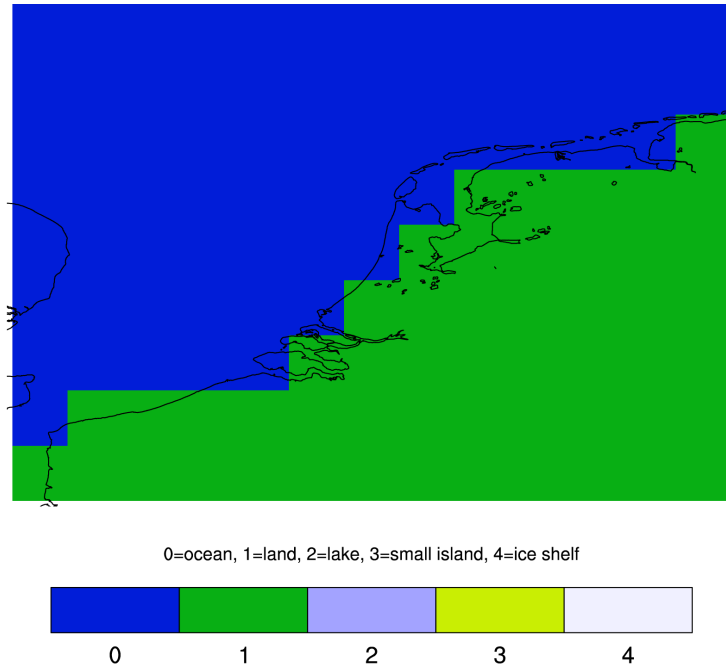 0=ocean, 1=land, 2=lake, 3=small island, 4=ice shelf
0 1 2 3 4